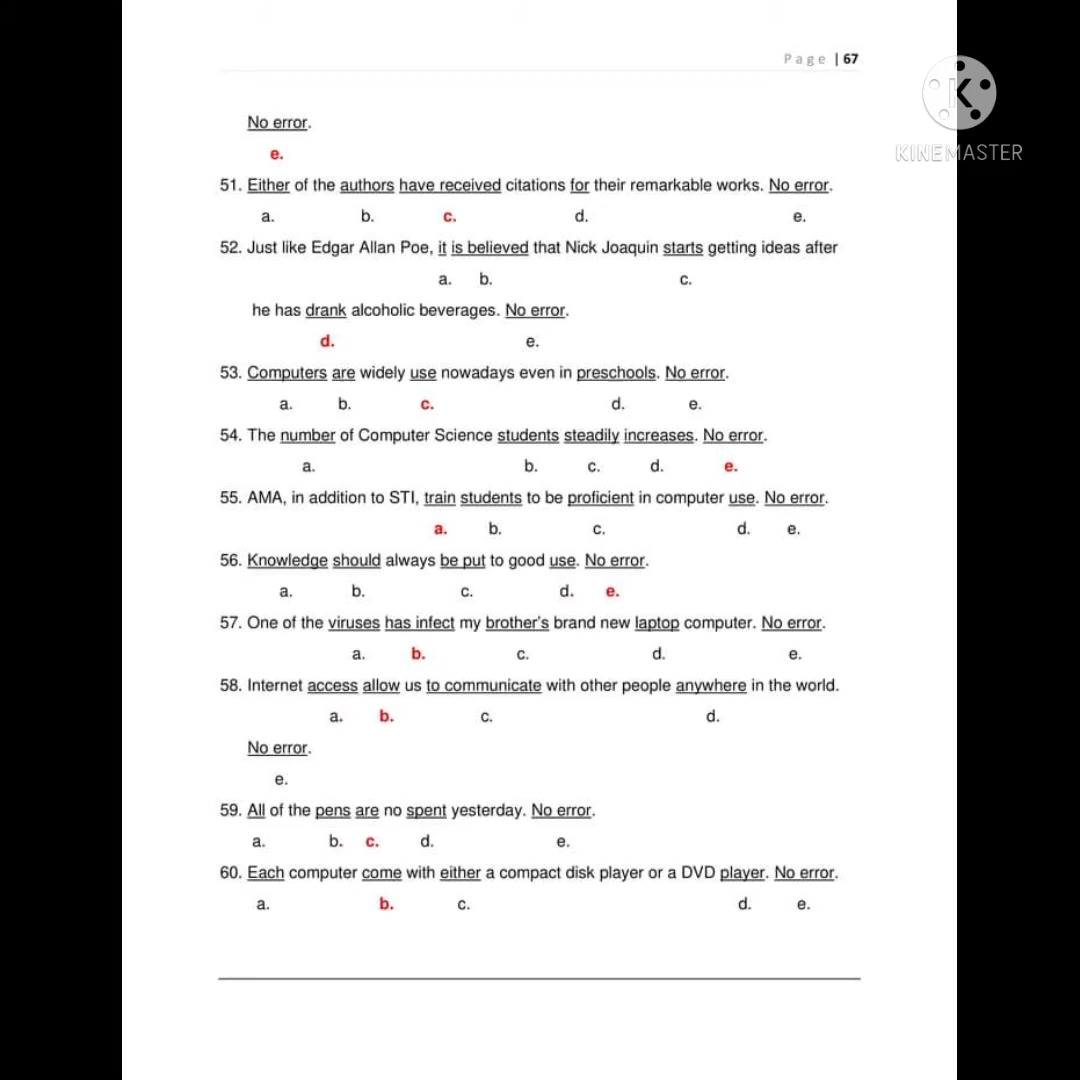 Page | 67
K
KINEMASTER
No error.
e.
51. Either of the authors have received citations for their remarkable works. No error.
a. b. c. d. e.
52. Just like Edgar Allan Poe, it is believed that Nick Joaquin starts getting ideas after
a. b. c.
he has drank alcoholic beverages. No error.
d. e.
53. Computers are widely use nowadays even in preschools. No error.
a. b. c. d. e.
54. The number of Computer Science students steadily increases. No error.
a. b. c. d. e.
55. AMA, in addition to STI, train students to be proficient in computer use. No error.
a. b. c. d. e.
56. Knowledge should always be put to good use. No error.
a. b. c. d. e.
57. One of the viruses has infect my brother's brand new laptop computer. No error.
a. b. c. d. e.
58. Internet access allow us to communicate with other people anywhere in the world.
a. b. c. d.
No error.
e.
59. All of the pens are no spent yesterday. No error.
a. b. c. d. e.
60. Each computer come with either a compact disk player or a DVD player. No error.
a. b. c. d. e.